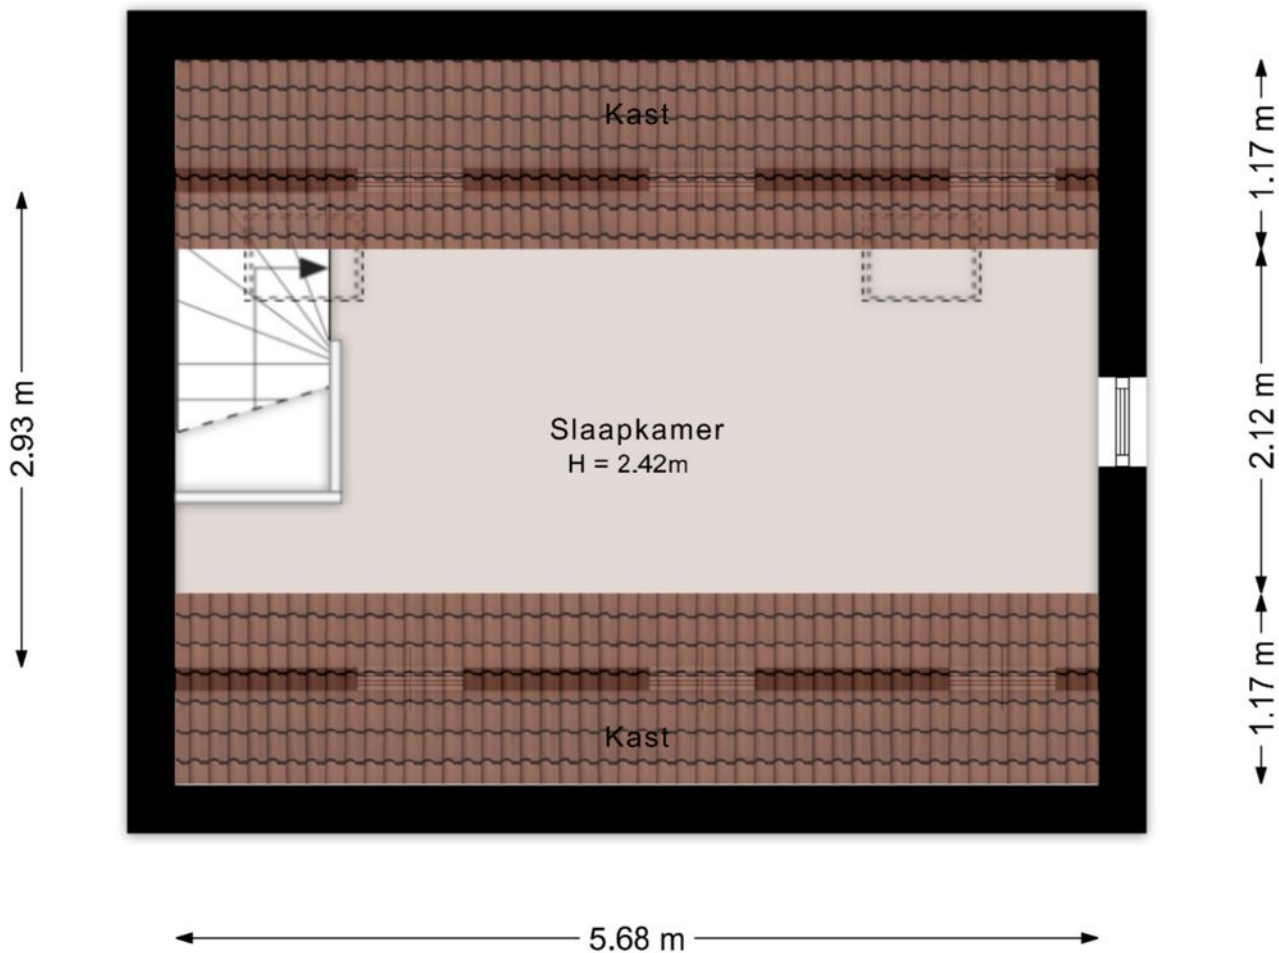 Kast
1.17 m
2.93 m
Slaapkamer
H = 2.42m
2.12 m
Kast
1.17 m
5.68 m